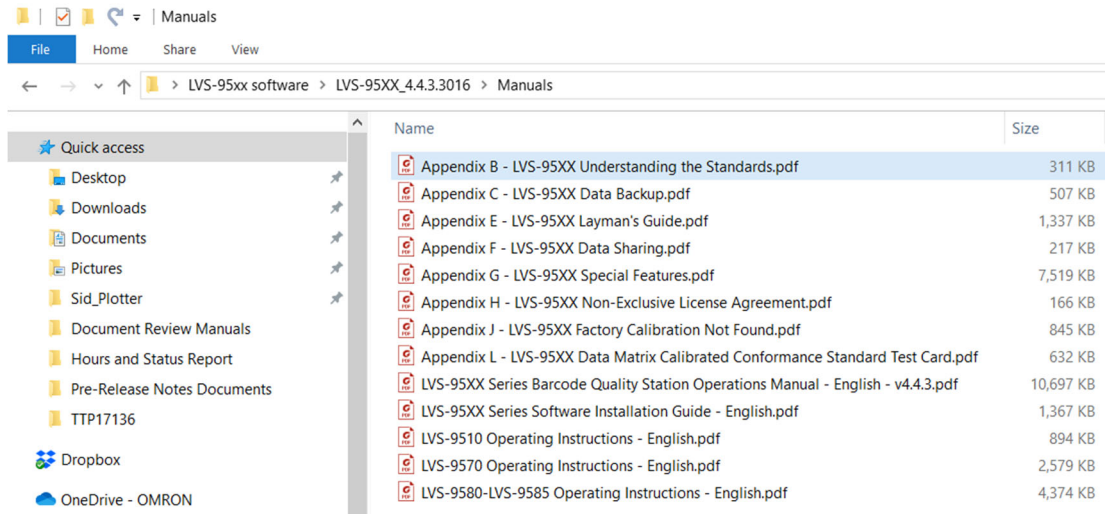 Manuals
File Home Share View
LVS-95xx software > LVS-95XX_4.4.3.3016 > Manuals
Name Size
Quick access
Desktop
Downloads
Documents
Pictures
Sid_Plotter
Document Review Manuals
Hours and Status Report
Pre-Release Notes Documents
TTP17136
Dropbox
OneDrive - OMRON
Appendix B - LVS-95XX Understanding the Standards.pdf 311 KB
Appendix C - LVS-95XX Data Backup.pdf 507 KB
Appendix E - LVS-95XX Layman's Guide.pdf 1,337 KB
Appendix F - LVS-95XX Data Sharing.pdf 217 KB
Appendix G - LVS-95XX Special Features.pdf 7,519 KB
Appendix H - LVS-95XX Non-Exclusive License Agreement.pdf 166 KB
Appendix J - LVS-95XX Factory Calibration Not Found.pdf 845 KB
Appendix L - LVS-95XX Data Matrix Calibrated Conformance Standard Test Card.pdf 632 KB
LVS-95XX Series Barcode Quality Station Operations Manual - English - v4.4.3.pdf 10,697 KB
LVS-95XX Series Software Installation Guide - English.pdf 1,367 KB
LVS-9510 Operating Instructions - English.pdf 894 KB
LVS-9570 Operating Instructions - English.pdf 2,579 KB
LVS-9580-LVS-9585 Operating Instructions - English.pdf 4,374 KB